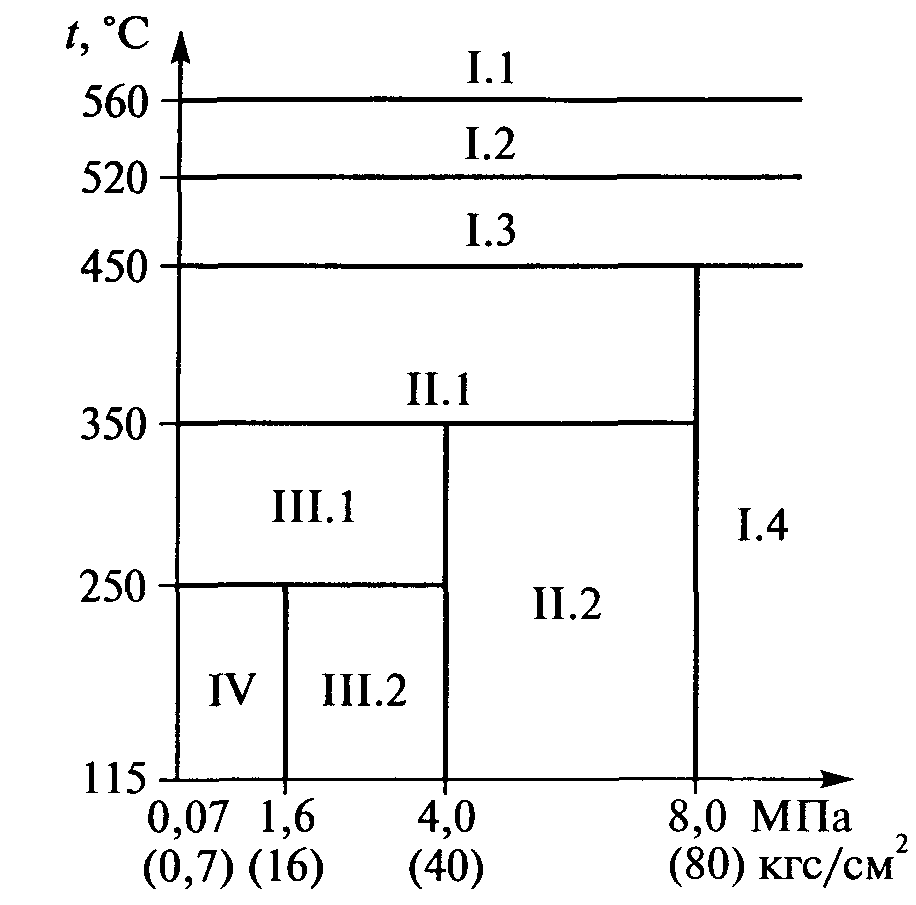 t, °C
I.1
560
I.2
520
I.3
450
II.1
350
III.1
I.4
250
II.2
IV III.2
115
0,07 1,6 4,0 8,0 МПа
(0,7) (16) (40) (80) кгс/см²